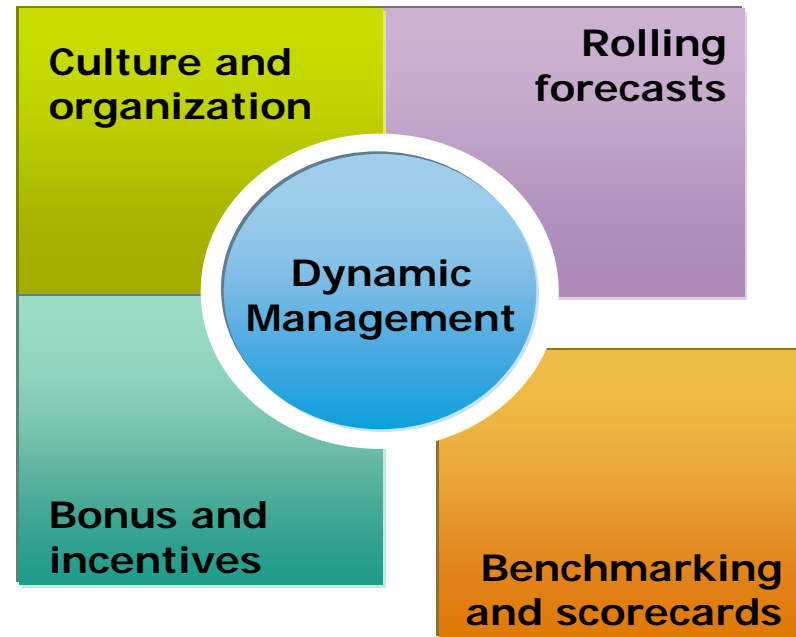 Culture and
organization
Rolling
forecasts
Dynamic
Management
Bonus and
incentives
Benchmarking
and scorecards